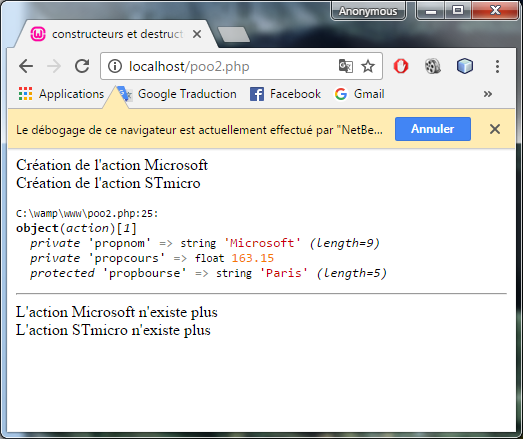 Anonymous
constructeurs et destruct
localhost/poo2.php
Applications Google Traduction Facebook Gmail »
Le débogage de ce navigateur est actuellement effectué par "NetBe... Annuler
Création de l'action Microsoft
Création de l'action STmicro
C:\wamp\www\poo2.php:25:
object(action)[1]
private 'propnom' => string 'Microsoft' (length=9)
private 'propcours' => float 163.15
protected 'propbourse' => string 'Paris' (length=5)
L'action Microsoft n'existe plus
L'action STmicro n'existe plus